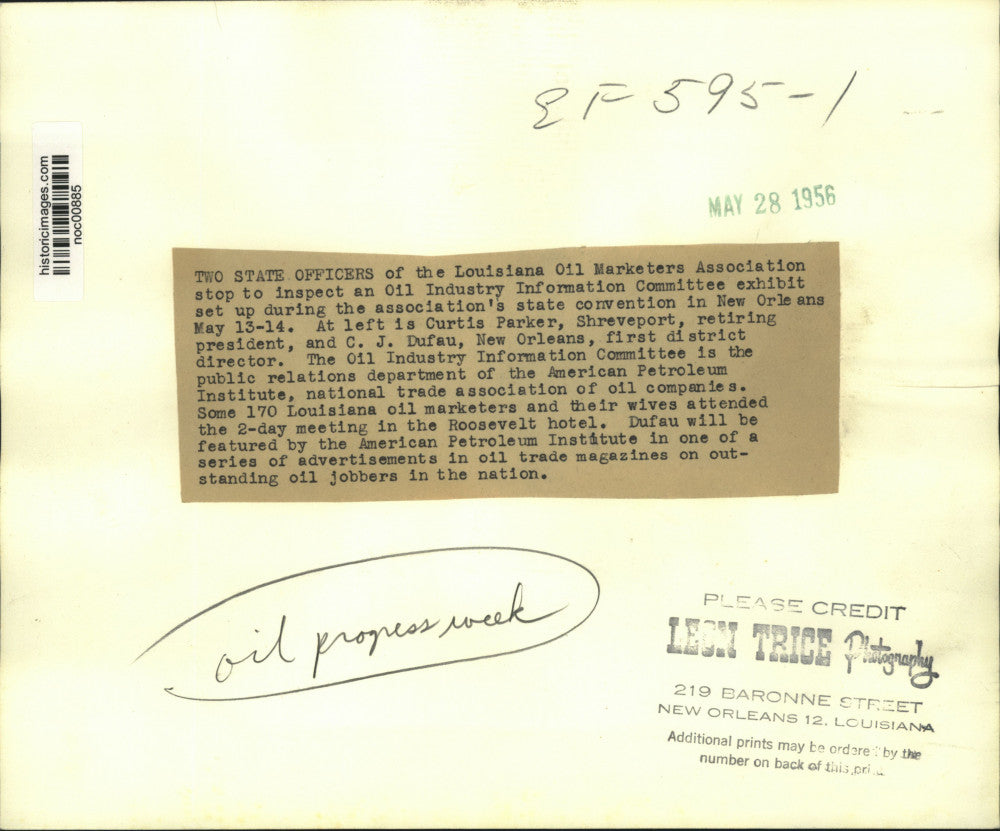 EF-595-1
MAY 28 1956
historicimages.com
noc00885
TWO STATE OFFICERS of the Louisiana Oil Marketers Association
stop to inspect an Oil Industry Information Committee exhibit
set up during the association's state convention in New Orleans
May 13-14. At left is Curtis Parker, Shreveport, retiring
president, and C. J. Dufau, New Orleans, first district
director. The Oil Industry Information Committee is the
public relations department of the American Petroleum
Institute, national trade association of oil companies.
Some 170 Louisiana oil marketers and their wives attended
the 2-day meeting in the Roosevelt hotel. Dufau will be
featured by the American Petroleum Institute in one of a
series of advertisements in oil trade magazines on out-
standing oil jobbers in the nation.
oil progress week
PLEASE CREDIT
LEON TRICE Photography
219 BARONNE STREET
NEW ORLEANS 12, LOUISIANA
Additional prints may be ordered by the
number on back of this print.